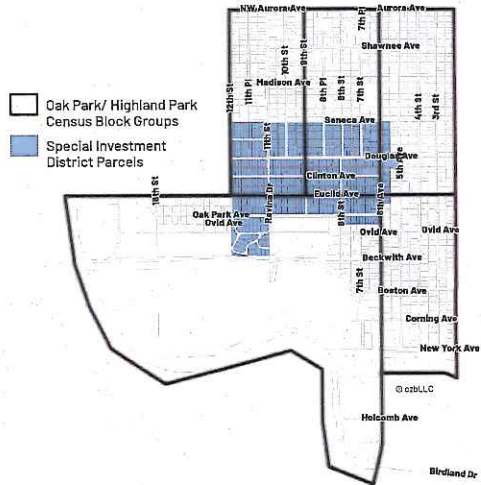 NW Aurora Ave
Aurora Ave
7th Pl
Shawnee Ave
9th St
10th St
Madison Ave
11th Pl
12th St
8th Pl
8th St
7th St
4th St
3rd St
Oak Park/ Highland Park
Census Block Groups
Special Investment
District Parcels
Seneca Ave
11th St
Douglas Ave
5th Ave
Clinton Ave
16th St
Euclid Ave
Ravina Dr
Oak Park Ave
Ovid Ave
8th St
6th Ave
Ovid Ave
Ovid Ave
Beckwith Ave
7th St
Boston Ave
Corning Ave
New York Ave
© czbLLC
Holcomb Ave
Birdland Dr